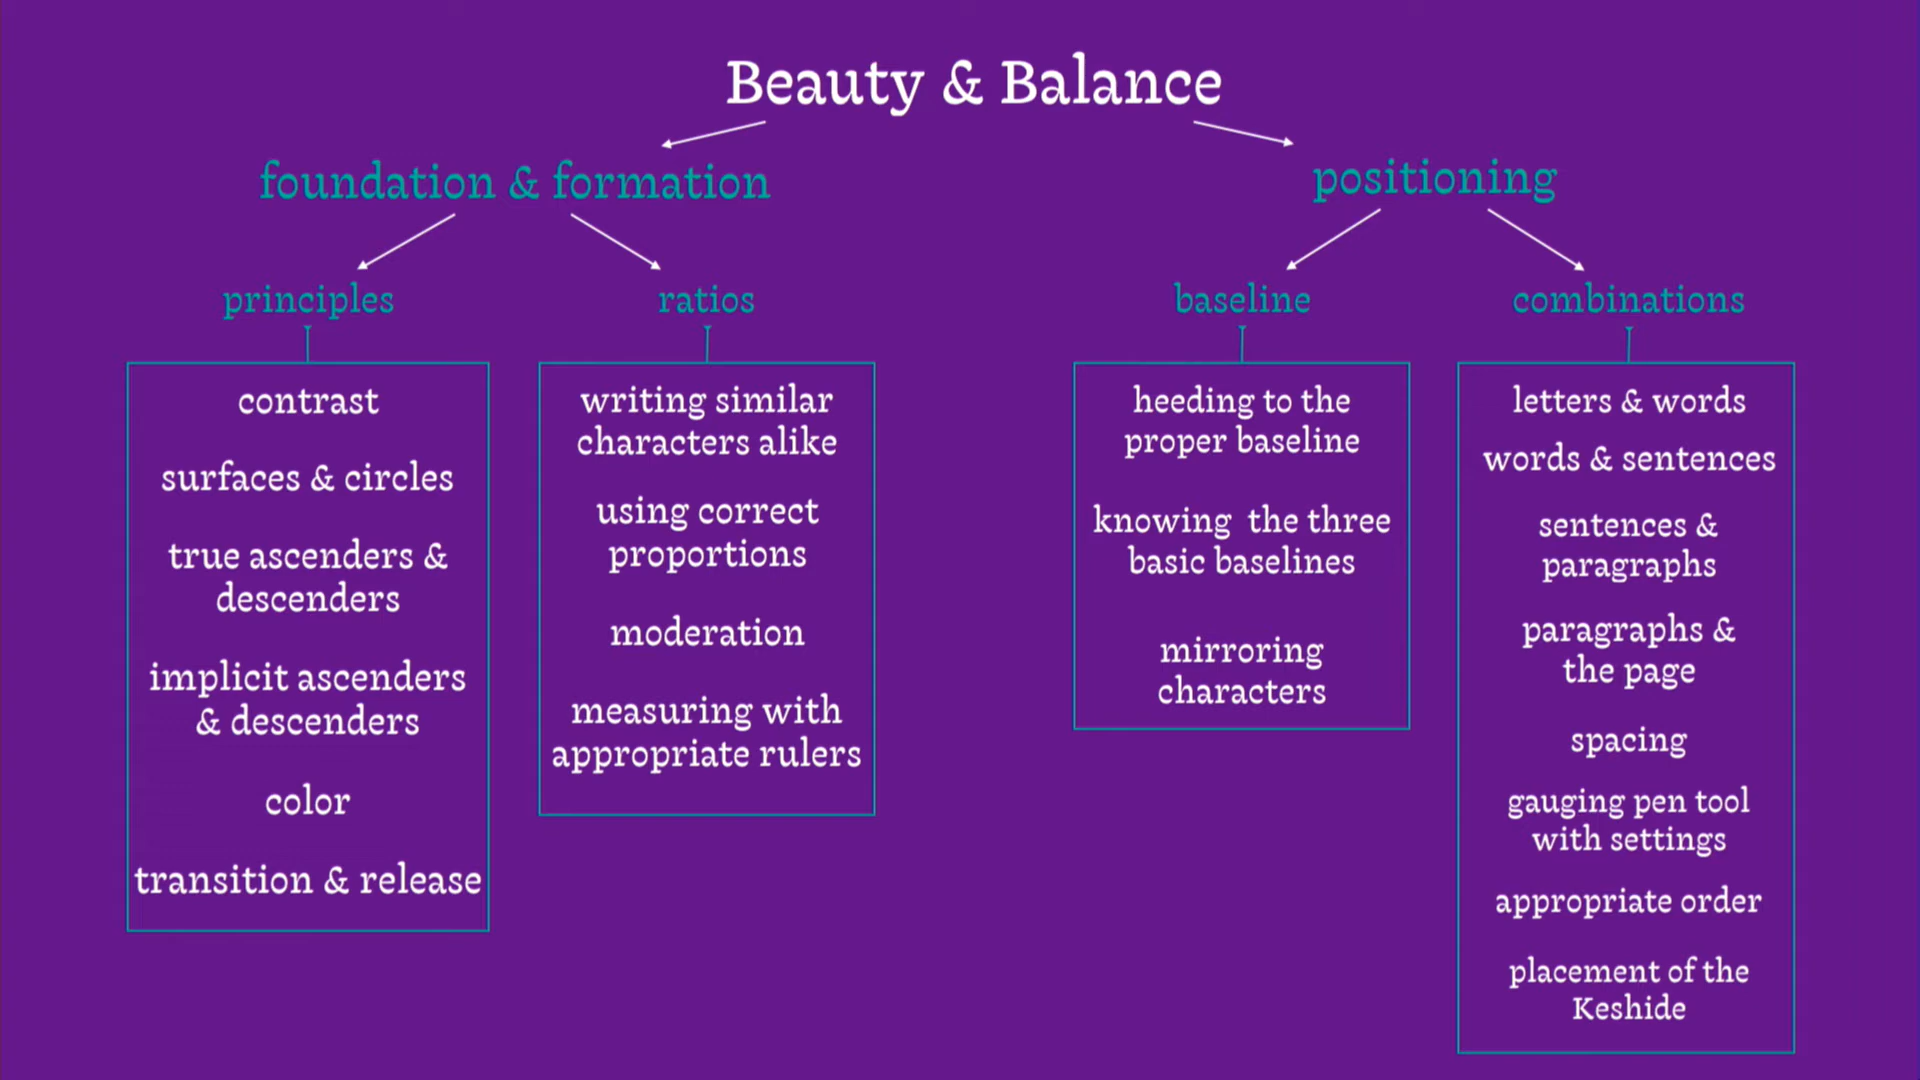 Beauty & Balance
foundation & formation
positioning
principles
ratios
baseline
combinations
contrast
surfaces & circles
true ascenders &
descenders
implicit ascenders
& descenders
color
transition & release
writing similar
characters alike
using correct
proportions
moderation
measuring with
appropriate rulers
heeding to the
proper baseline
knowing the three
basic baselines
mirroring
characters
letters & words
words & sentences
sentences &
paragraphs
paragraphs &
the page
spacing
gauging pen tool
with settings
appropriate order
placement of the
Keshide